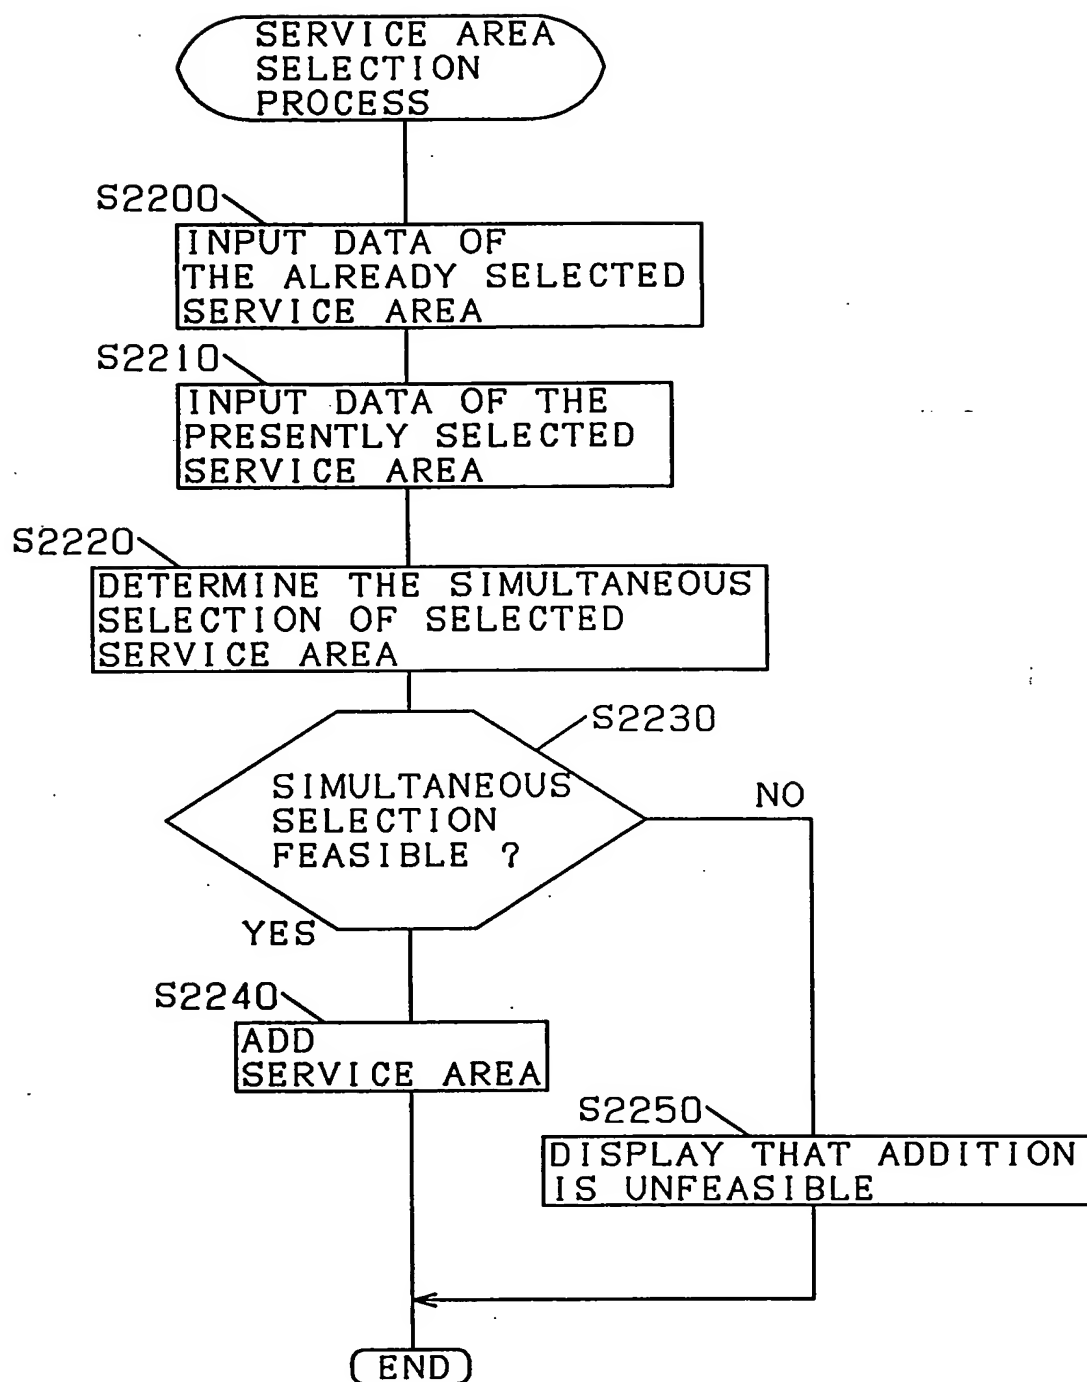 SERVICE AREA
SELECTION
PROCESS
S2200
INPUT DATA OF
THE ALREADY SELECTED
SERVICE AREA
S2210
INPUT DATA OF THE
PRESENTLY SELECTED
SERVICE AREA
S2220
DETERMINE THE SIMULTANEOUS
SELECTION OF SELECTED
SERVICE AREA
S2230
SIMULTANEOUS
SELECTION
FEASIBLE ?
NO
YES
S2240
ADD
SERVICE AREA
S2250
DISPLAY THAT ADDITION
IS UNFEASIBLE
END